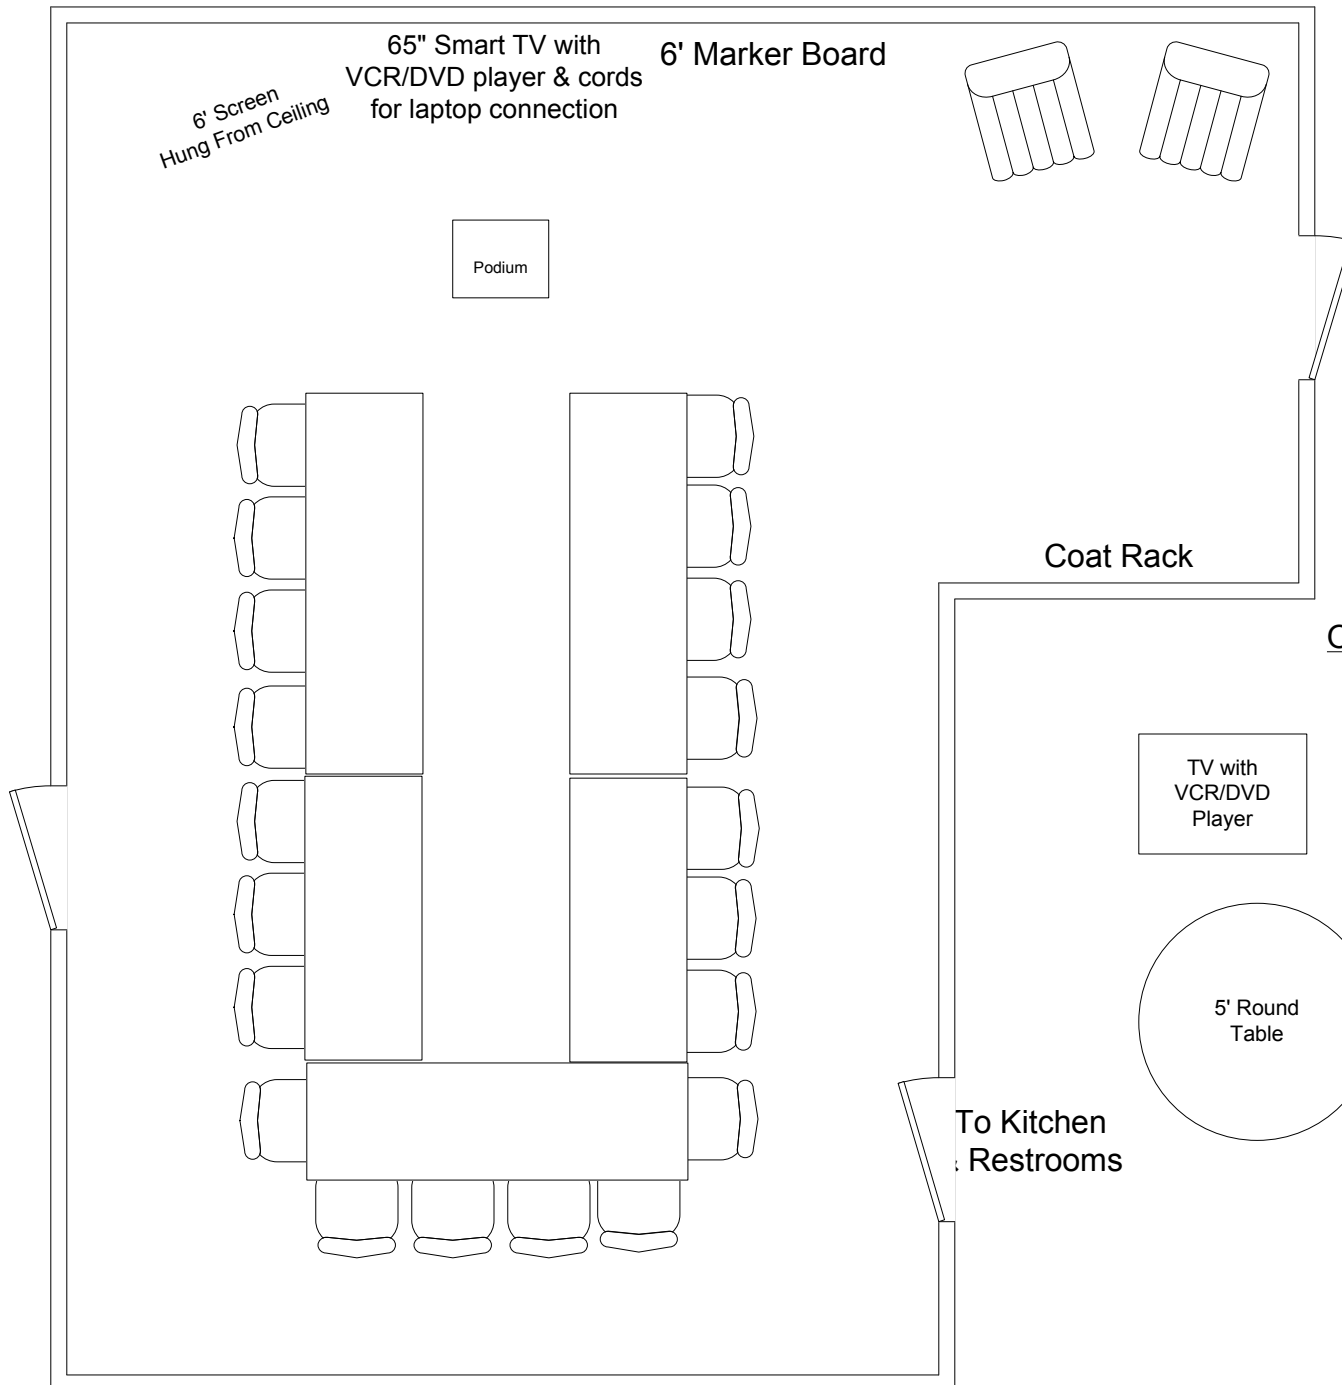 65" Smart TV with
VCR/DVD player & cords
for laptop connection
6' Marker Board
6' Screen
Hung From Ceiling
Podium
Coat Rack
TV with
VCR/DVD
Player
5' Round
Table
To Kitchen
& Restrooms